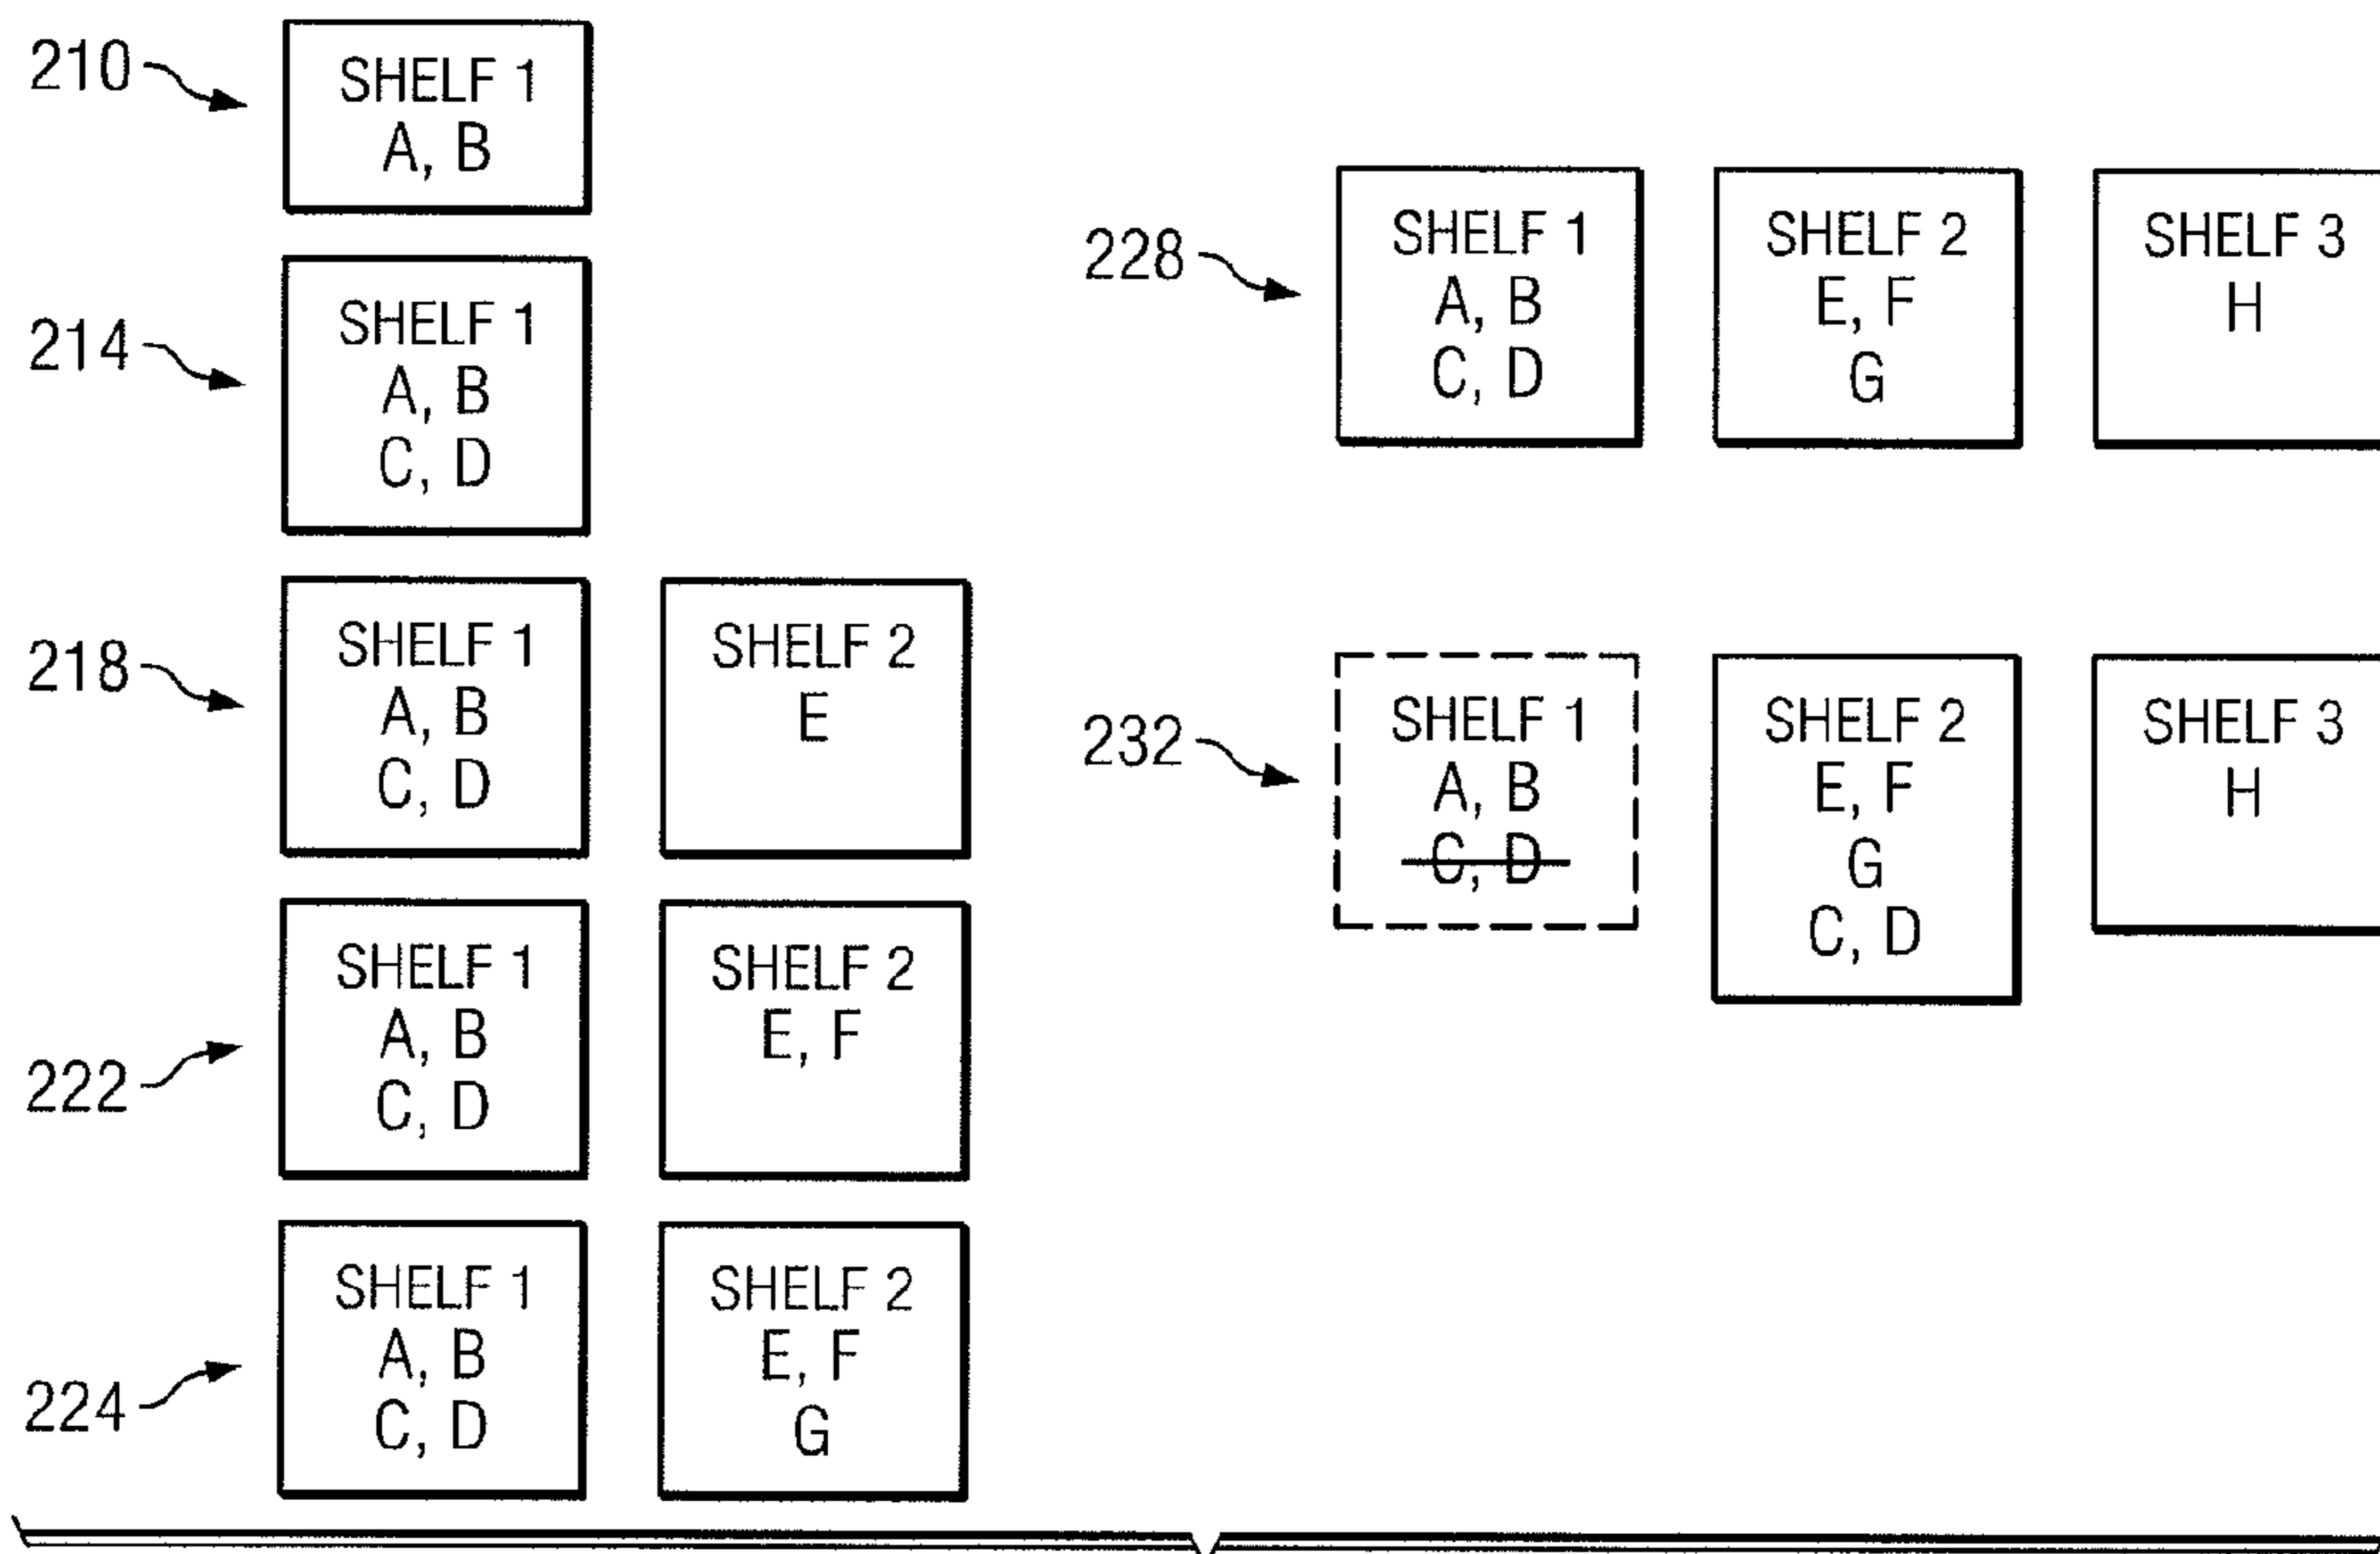 210
SHELF 1
A, B
214
SHELF 1
A, B
C, D
218
SHELF 1
A, B
C, D
SHELF 2
E
222
SHELF 1
A, B
C, D
SHELF 2
E, F
224
SHELF 1
A, B
C, D
SHELF 2
E, F
G
228
SHELF 1
A, B
C, D
SHELF 2
E, F
G
SHELF 3
H
232
SHELF 1
A, B
C, D
SHELF 2
E, F
G
C, D
SHELF 3
H